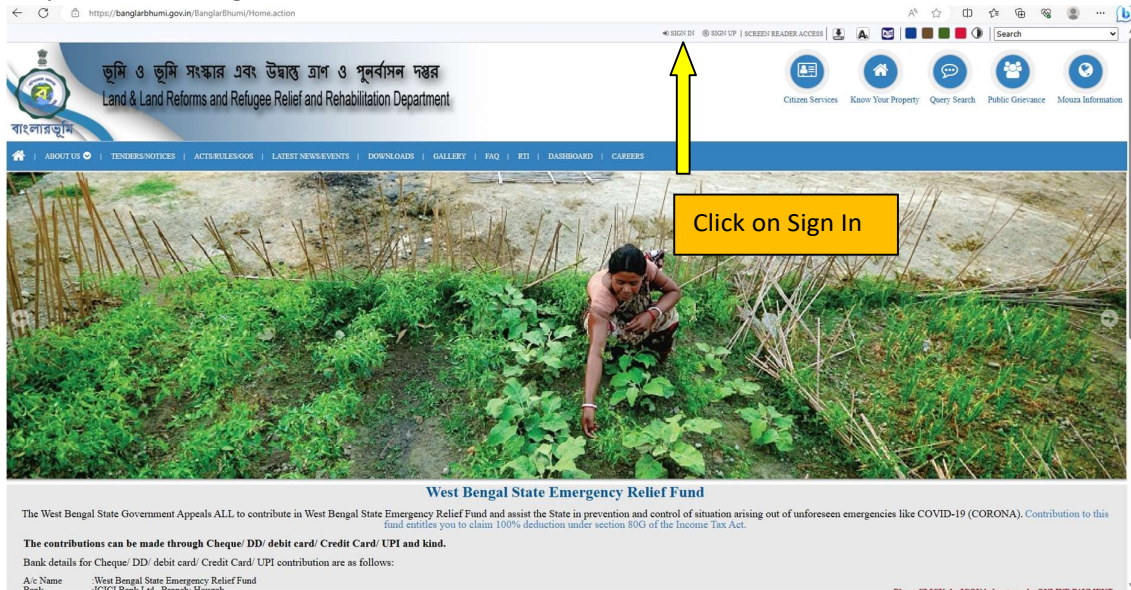 https://banglarbhumi.gov.in/BanglarBhumi/Home.action
SIGN IN SIGN UP | SCREEN READER ACCESS Search
ভূমি ও ভূমি সংস্কার এবং উদ্বাস্তু ত্রাণ ও পুনর্বাসন দপ্তর
Land & Land Reforms and Refugee Relief and Rehabilitation Department
বাংলারভূমি
Citizen Services Know Your Property Query Search Public Grievance Mouza Information
ABOUT US | TENDERS/NOTICES | ACTS/RULES/GOS | LATEST NEWS/EVENTS | DOWNLOADS | GALLERY | FAQ | RTI | DASHBOARD | CAREERS
Click on Sign In
West Bengal State Emergency Relief Fund
The West Bengal State Government Appeals ALL to contribute in West Bengal State Emergency Relief Fund and assist the State in prevention and control of situation arising out of unforeseen emergencies like COVID-19 (CORONA). Contribution to this
fund entitles you to claim 100% deduction under section 80G of the Income Tax Act.
The contributions can be made through Cheque/ DD/ debit card/ Credit Card/ UPI and kind.
Bank details for Cheque/ DD/ debit card/ Credit Card/ UPI contribution are as follows:
A/c Name :West Bengal State Emergency Relief Fund
Bank :ICICI Bank Ltd., Branch: Howrah